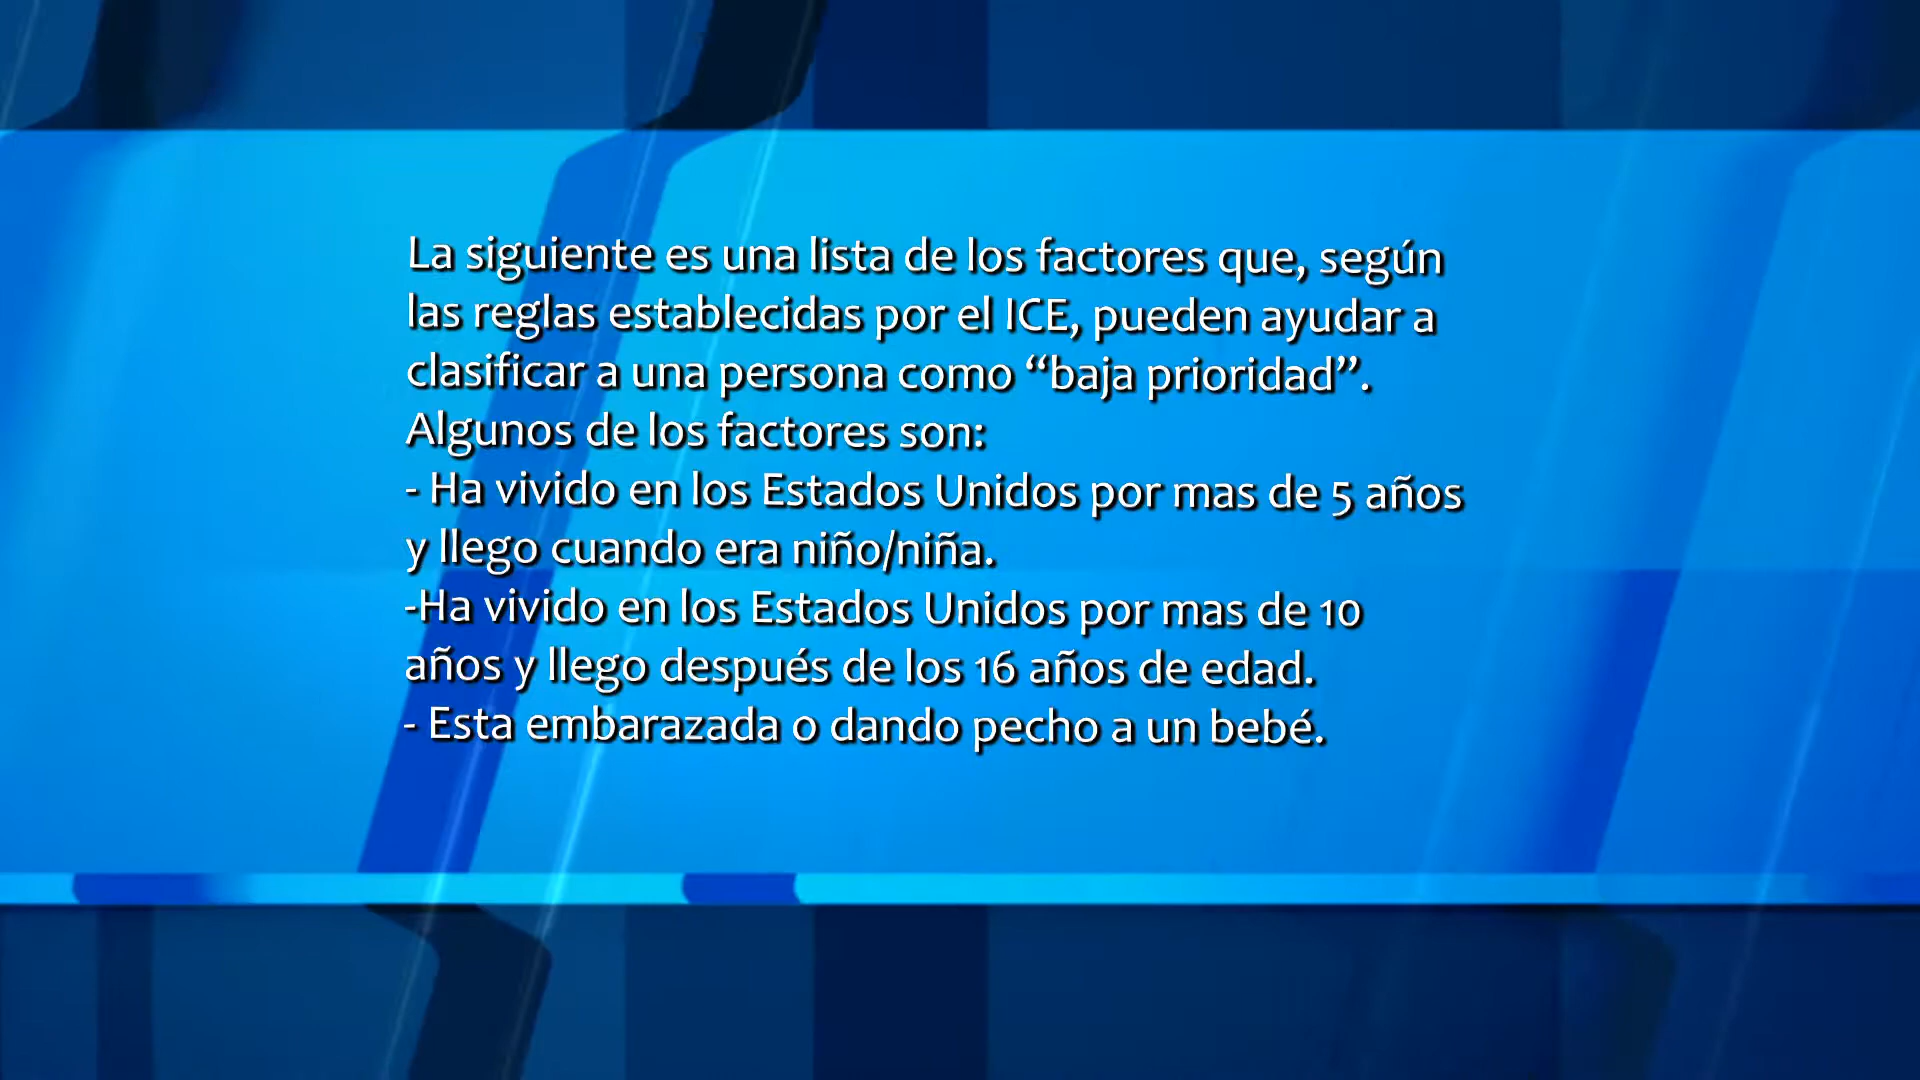 La siguiente es una lista de los factores que, según
las reglas establecidas por el ICE, pueden ayudar a
clasificar a una persona como “baja prioridad”.
Algunos de los factores son:
- Ha vivido en los Estados Unidos por mas de 5 años
y llego cuando era niño/niña.
-Ha vivido en los Estados Unidos por mas de 10
años y llego después de los 16 años de edad.
- Esta embarazada o dando pecho a un bebé.